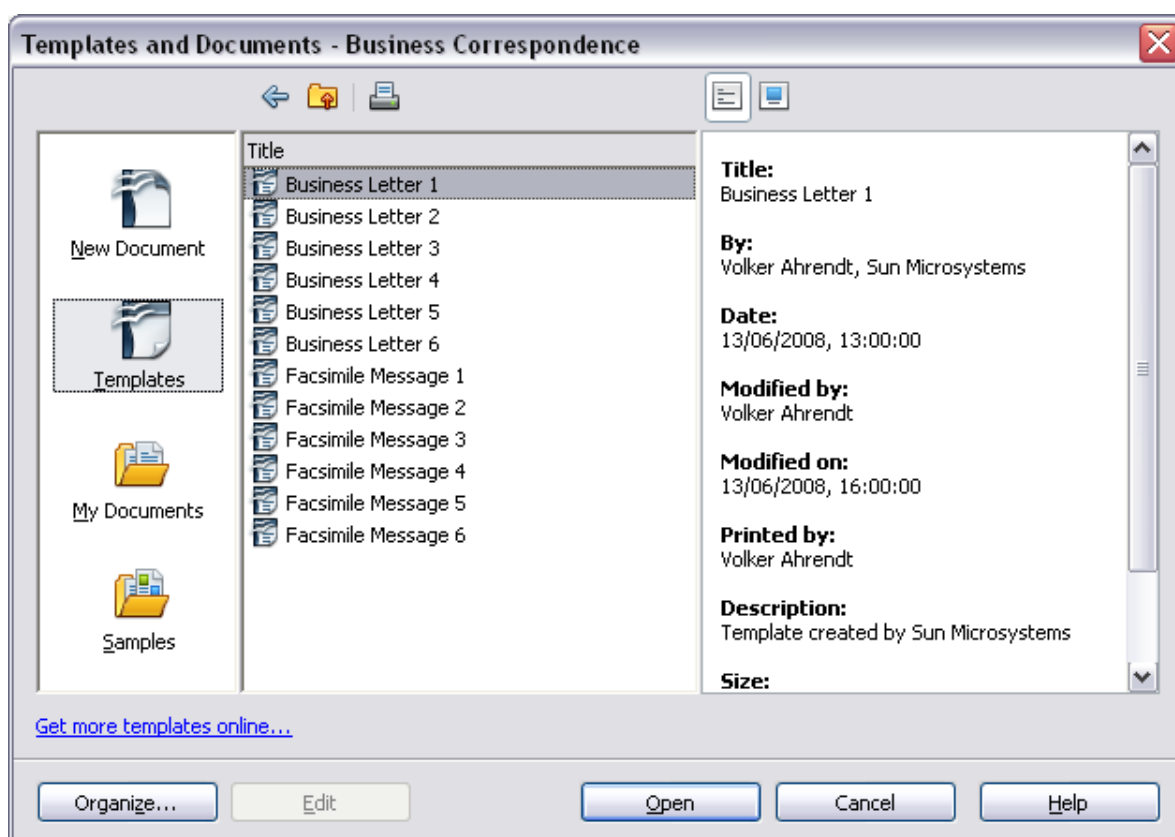 Templates and Documents - Business Correspondence
New Document
Templates
My Documents
Samples
Title
Business Letter 1
Business Letter 2
Business Letter 3
Business Letter 4
Business Letter 5
Business Letter 6
Facsimile Message 1
Facsimile Message 2
Facsimile Message 3
Facsimile Message 4
Facsimile Message 5
Facsimile Message 6
Title:
Business Letter 1
By:
Volker Ahrendt, Sun Microsystems
Date:
13/06/2008, 13:00:00
Modified by:
Volker Ahrendt
Modified on:
13/06/2008, 16:00:00
Printed by:
Volker Ahrendt
Description:
Template created by Sun Microsystems
Size:
Get more templates online...
Organize... Edit Open Cancel Help